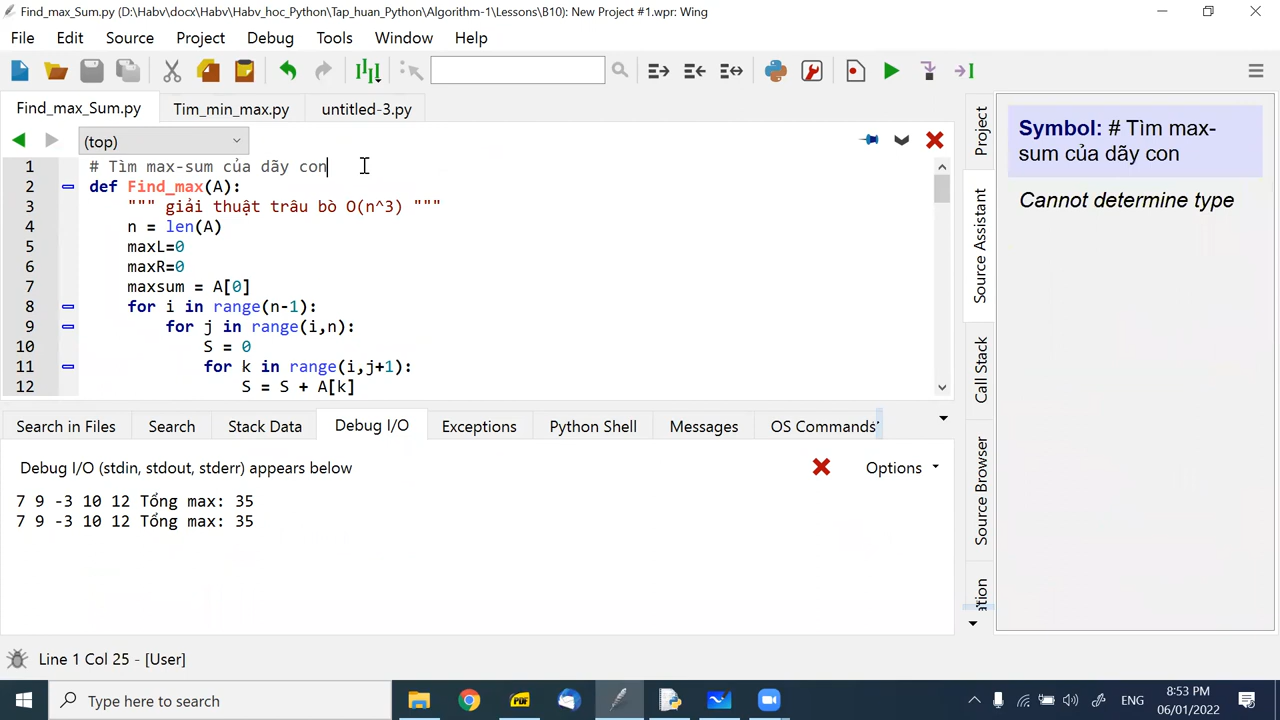 Find_max_Sum.py (D:\Habv\docx\Habv\Habv_hoc_Python\Tap_huan_Python\Algorithm-1\Lessons\B10): New Project #1.wpr: Wing
File Edit Source Project Debug Tools Window Help
Find_max_Sum.py Tim_min_max.py untitled-3.py
(top)
1 # Tìm max-sum của dãy con
2 def Find_max(A):
3 """ giải thuật trâu bò O(n^3) """
4 n = len(A)
5 maxL=0
6 maxR=0
7 maxsum = A[0]
8 for i in range(n-1):
9 for j in range(i,n):
10 S = 0
11 for k in range(i,j+1):
12 S = S + A[k]
Project
Source Assistant
Call Stack
Source Browser
ation
Symbol: # Tìm max-
sum của dãy con
Cannot determine type
Search in Files Search Stack Data Debug I/O Exceptions Python Shell Messages OS Commands
Debug I/O (stdin, stdout, stderr) appears below
Options
7 9 -3 10 12 Tổng max: 35
7 9 -3 10 12 Tổng max: 35
Line 1 Col 25 - [User]
Type here to search
PDF
ENG
8:53 PM
06/01/2022